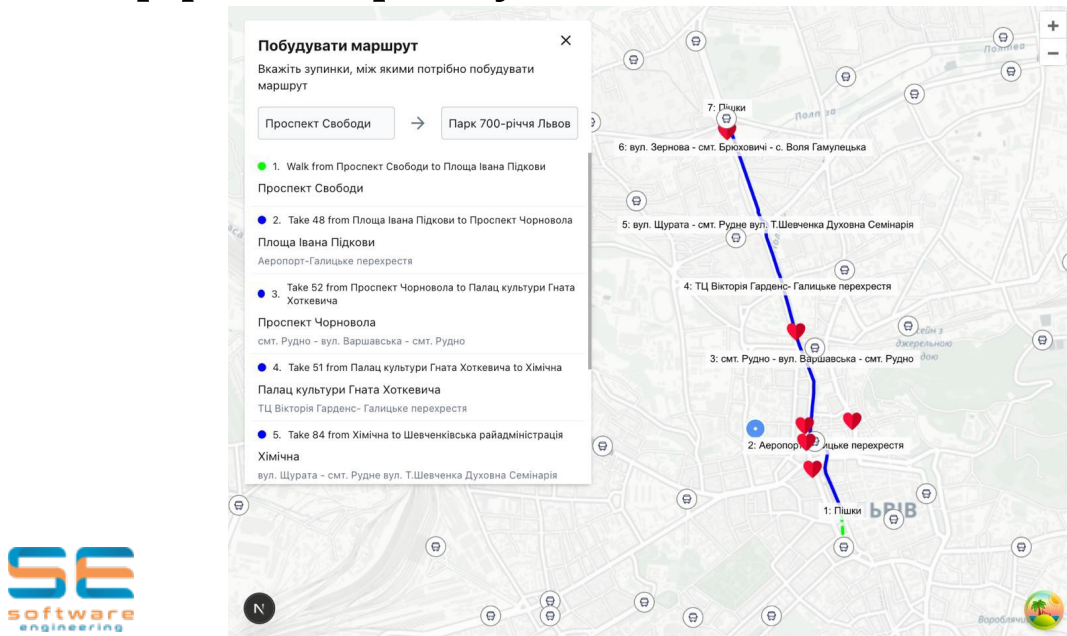 Побудувати маршрут
Вкажіть зупинки, між якими потрібно побудувати
маршрут
Проспект Свободи
Парк 700-річчя Львов
1. Walk from Проспект Свободи to Площа Івана Підкови
Проспект Свободи
2. Take 48 from Площа Івана Підкови to Проспект Чорновола
Площа Івана Підкови
Аеропорт-Галицьке перехрестя
3. Take 52 from Проспект Чорновола to Палац культури Гната
Хоткевича
Проспект Чорновола
смт. Рудно - вул. Варшавська - смт. Рудно
4. Take 51 from Палац культури Гната Хоткевича to Хімічна
Палац культури Гната Хоткевича
ТЦ Вікторія Гарденс- Галицьке перехрестя
5. Take 84 from Хімічна to Шевченківська райадміністрація
Хімічна
вул. Щурата - смт. Рудне вул. Т.Шевченка Духовна Семінарія
+
−
Полтва
7: Пішки
6: вул. Зернова - смт. Брюховичі - с. Воля Гамулецька
5: вул. Щурата - смт. Рудне вул. Т.Шевченка Духовна Семінарія
4: ТЦ Вікторія Гарденс- Галицьке перехрестя
джерельною
3: смт. Рудно - вул. Варшавська - смт. Рудно
дою
2: Аеропорт
перехрестя
1: Пішки
ЬВІВ
N
SE
software
engineering